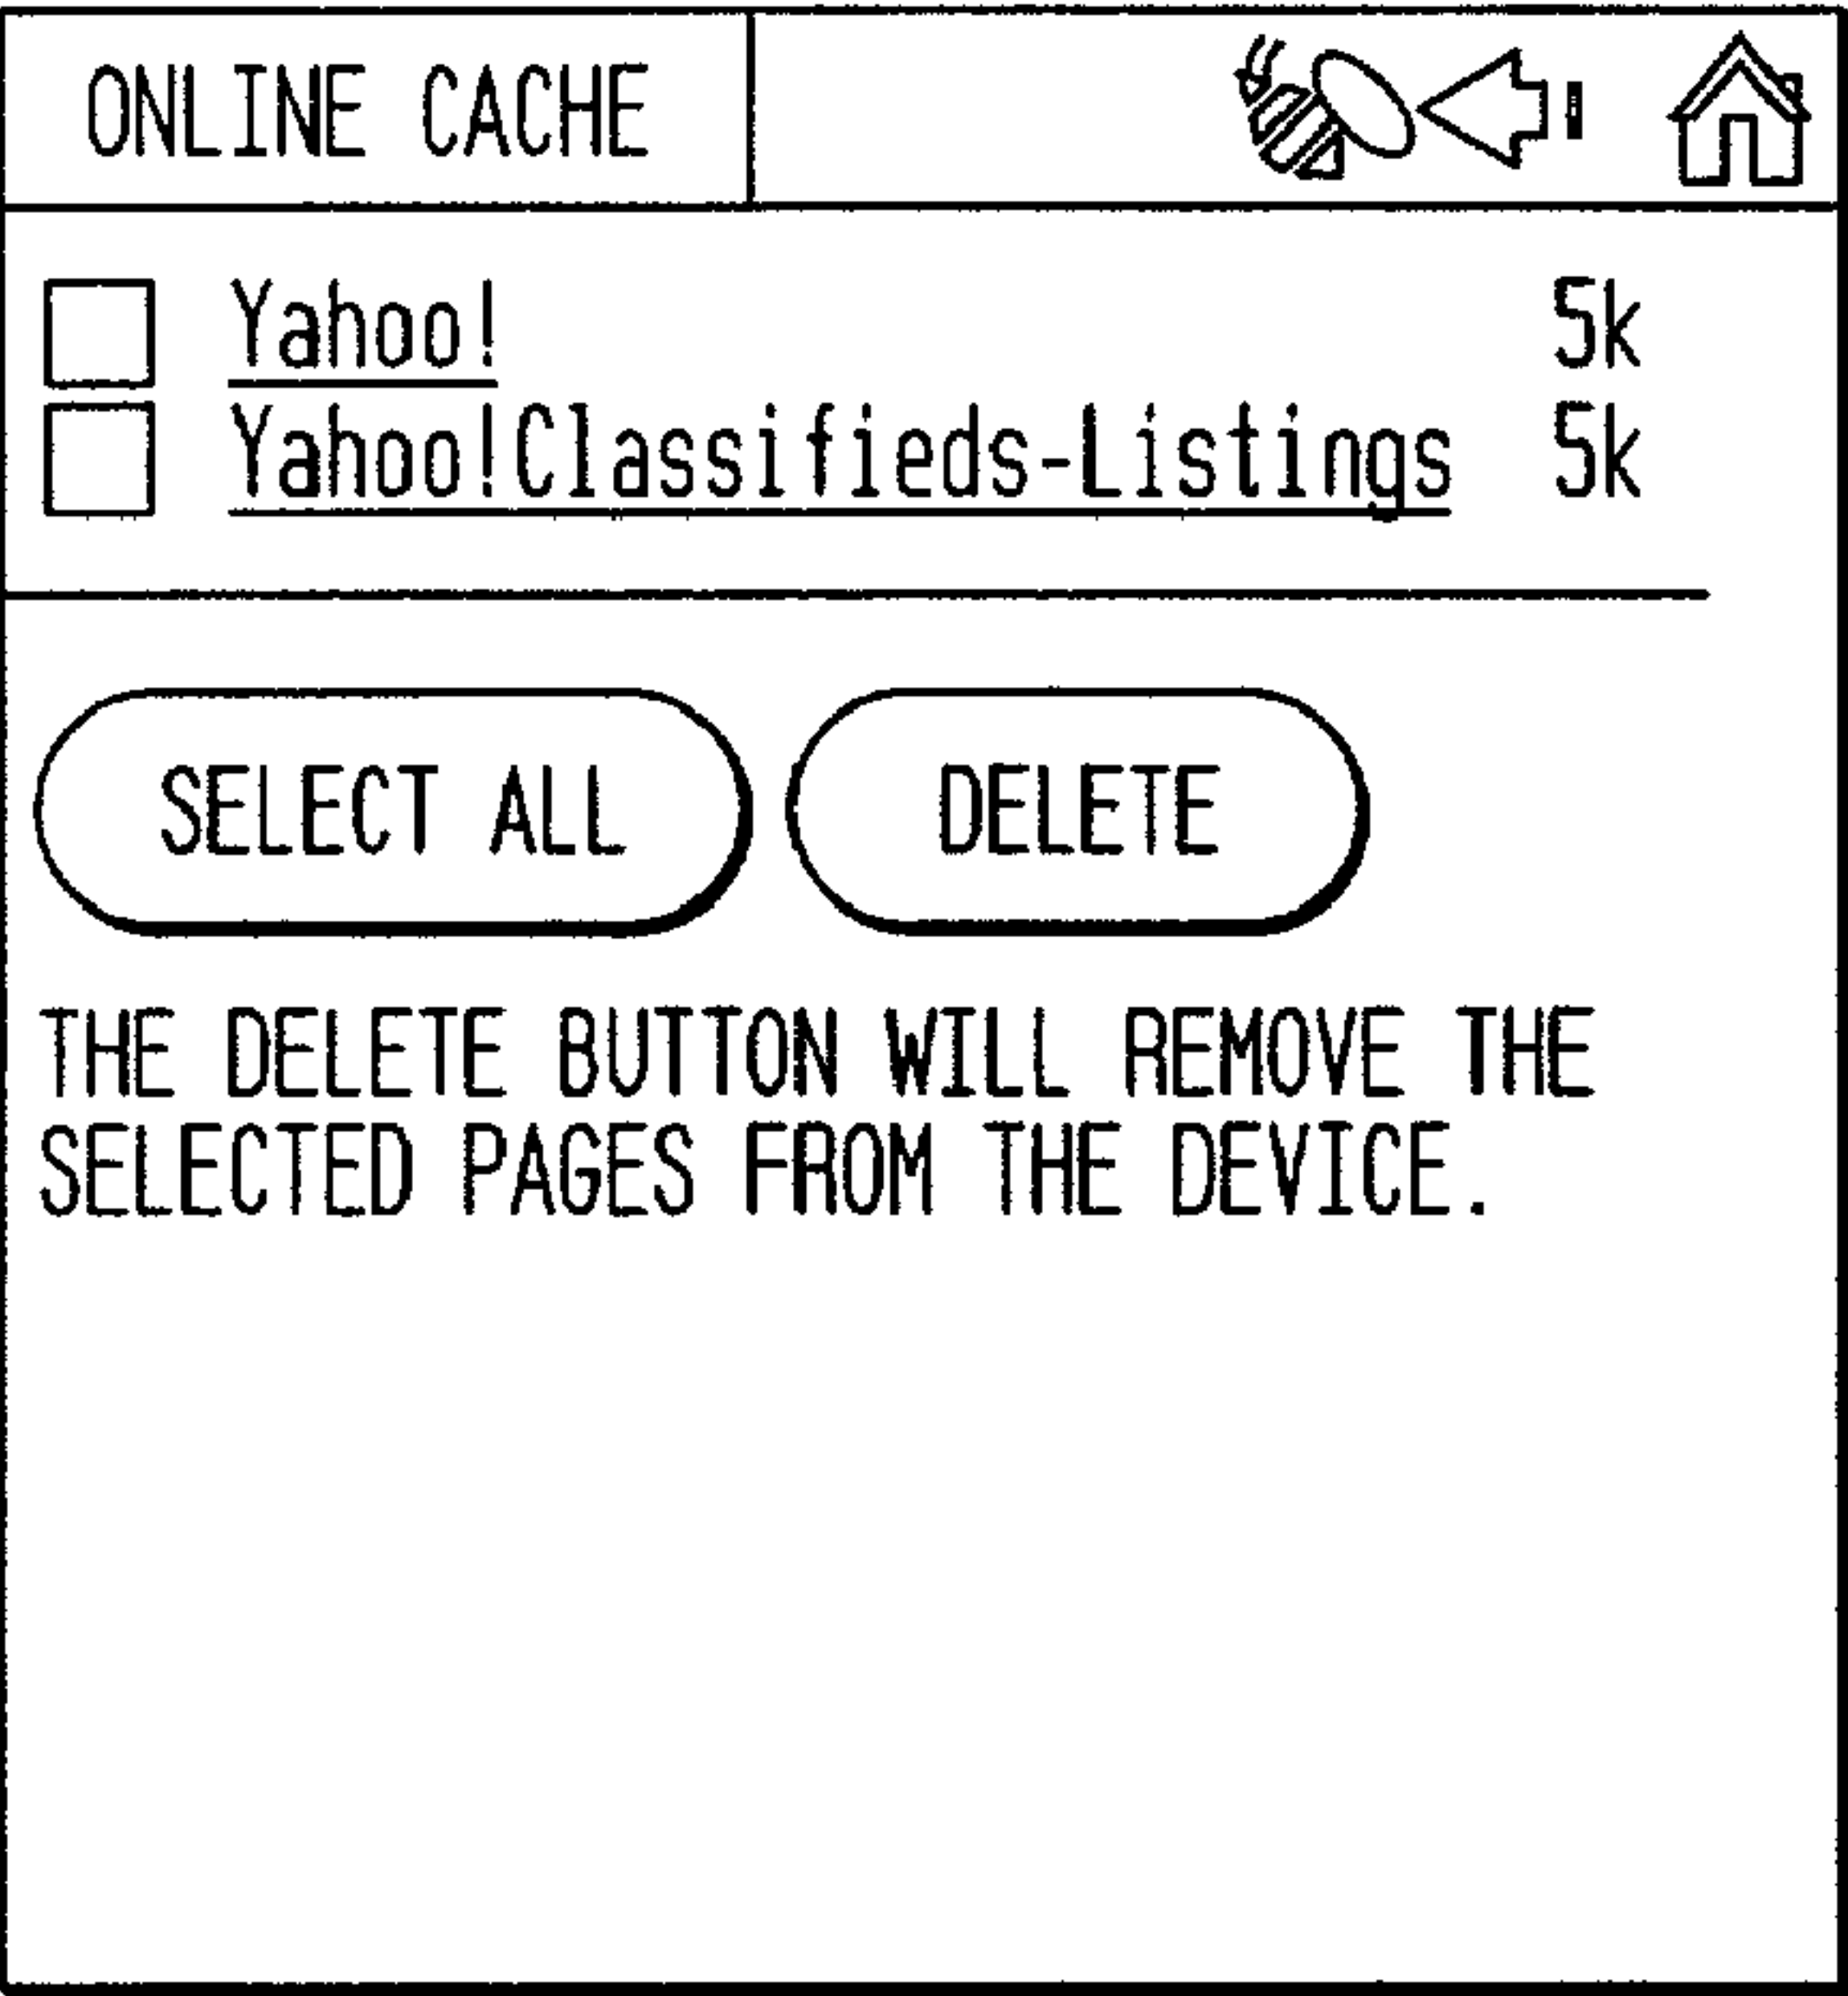 ONLINE CACHE
Yahoo! 5k
Yahoo!Classifieds-Listings 5k
SELECT ALL DELETE
THE DELETE BUTTON WILL REMOVE THE
SELECTED PAGES FROM THE DEVICE.